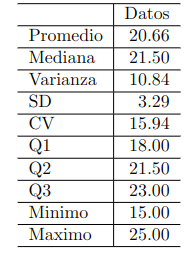 Datos
Promedio 20.66
Mediana 21.50
Varianza 10.84
SD 3.29
CV 15.94
Q1 18.00
Q2 21.50
Q3 23.00
Minimo 15.00
Maximo 25.00